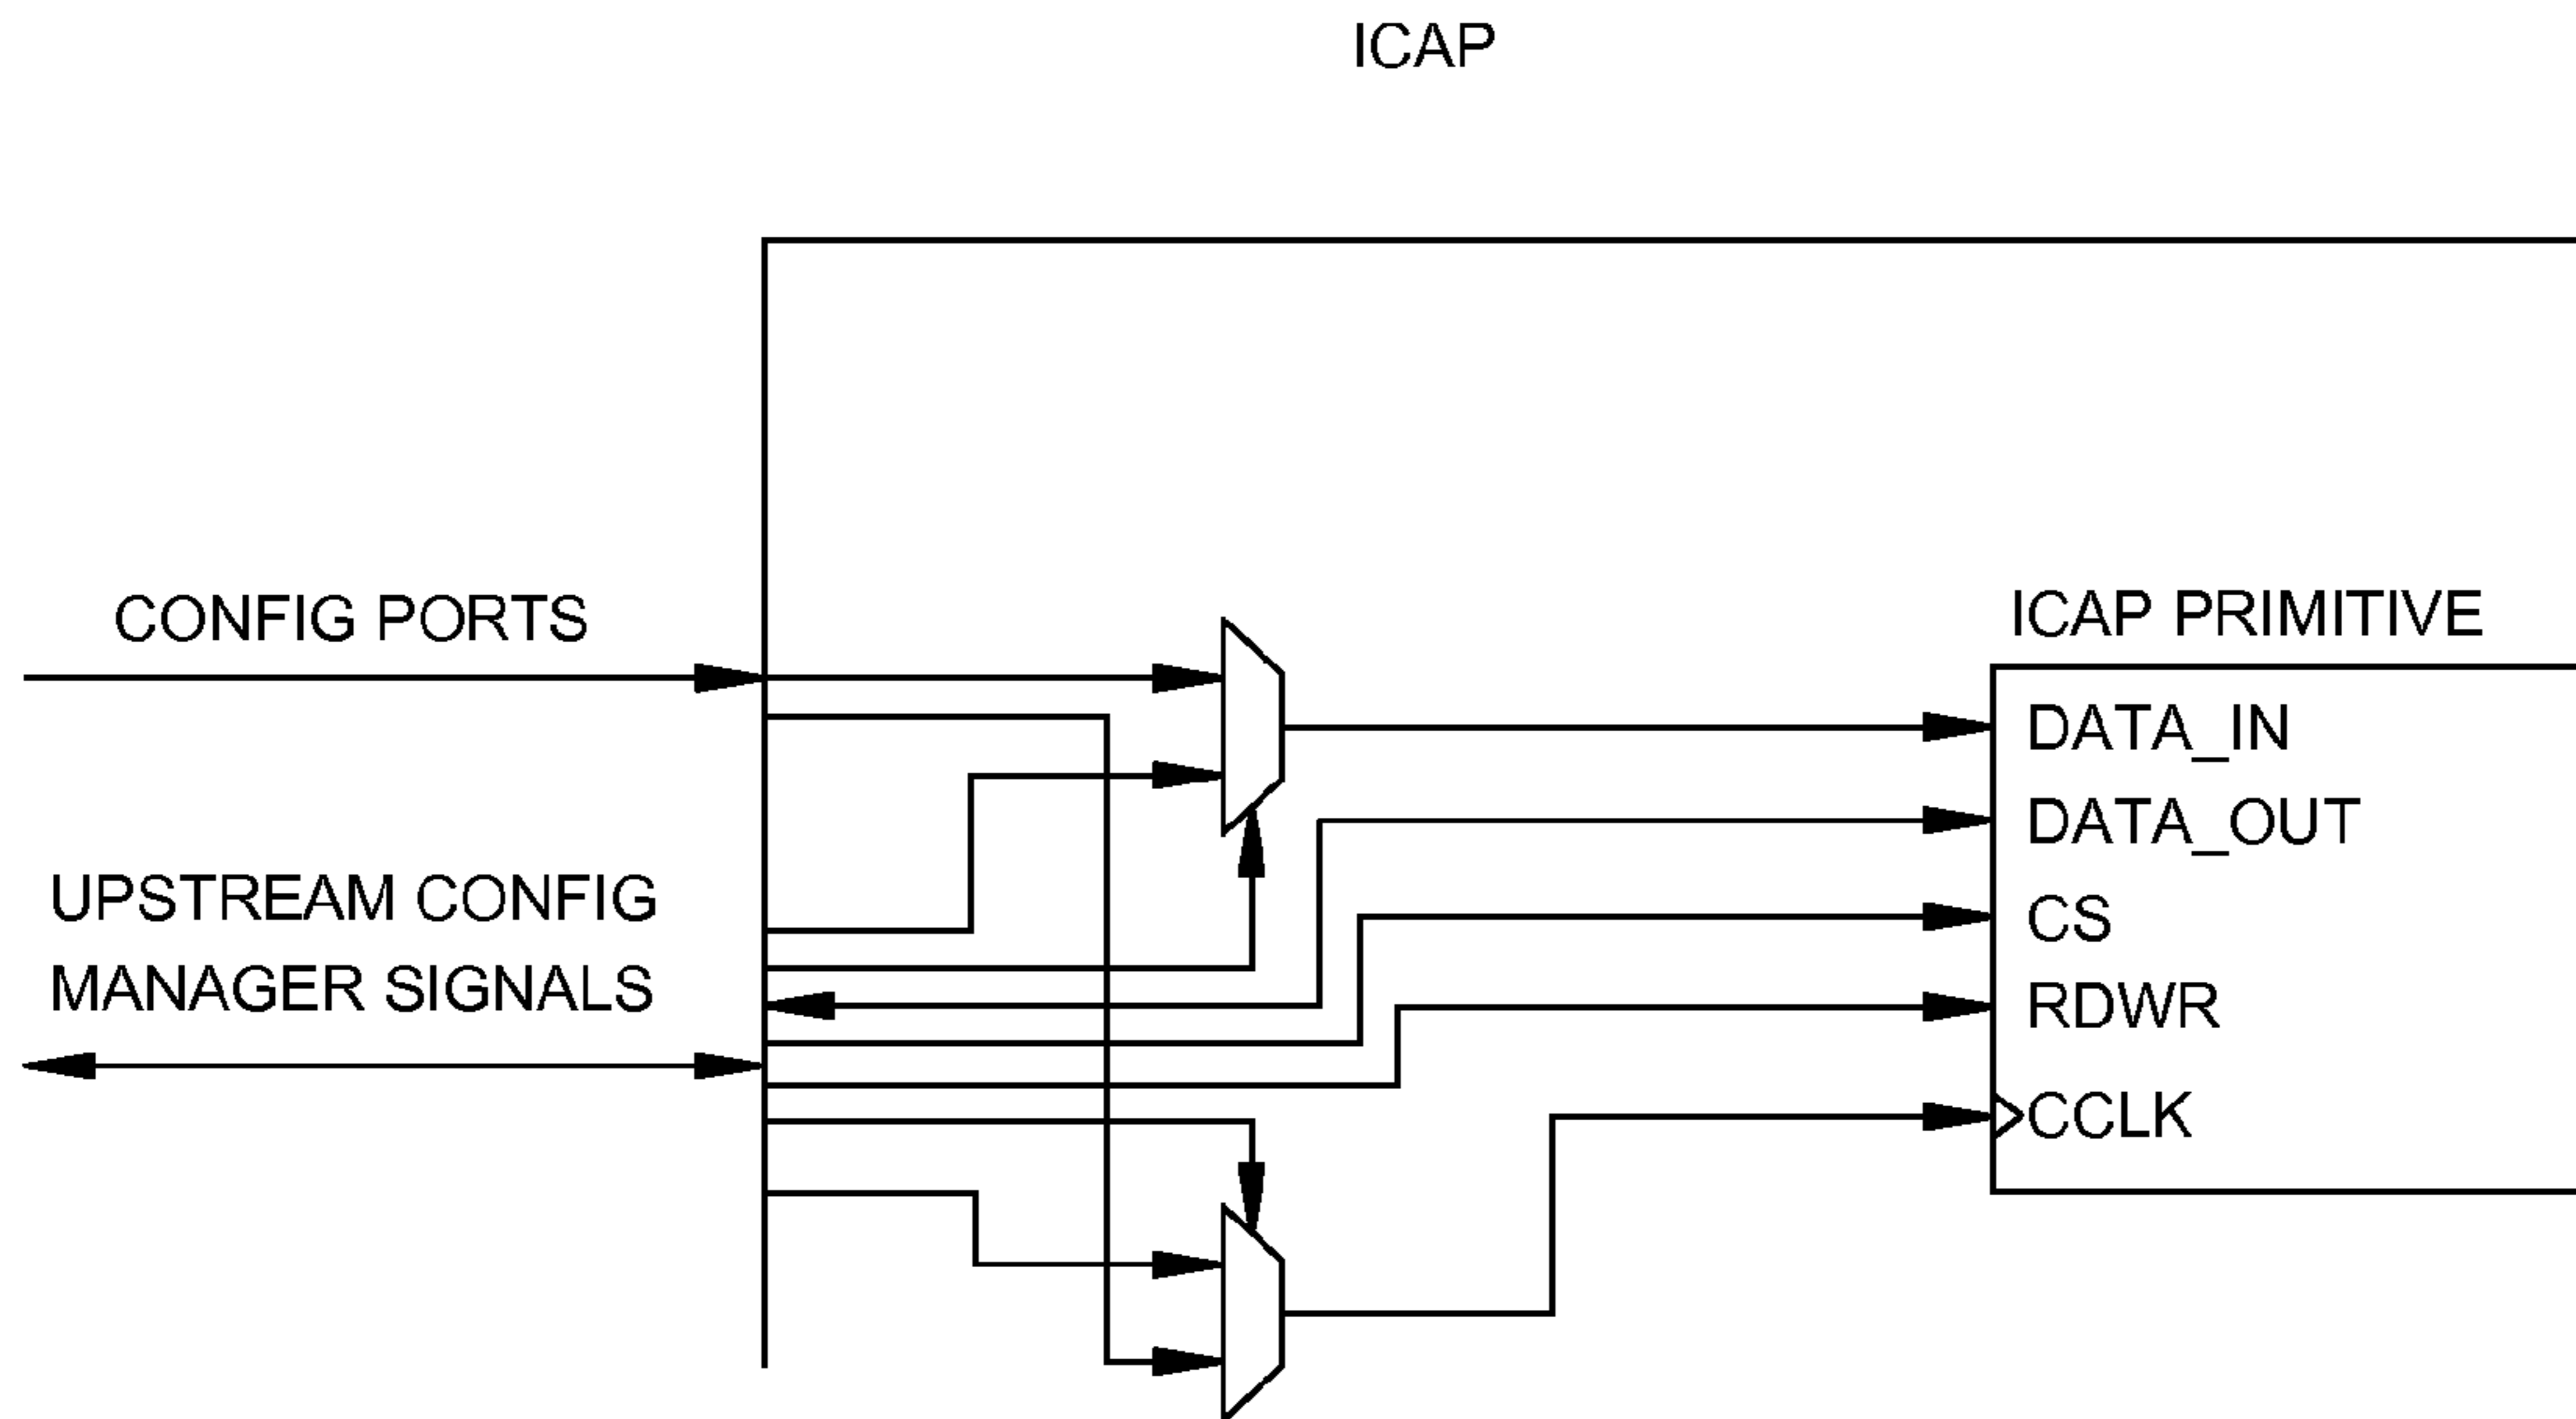 ICAP
CONFIG PORTS
ICAP PRIMITIVE
DATA_IN
DATA_OUT
UPSTREAM CONFIG
MANAGER SIGNALS
CS
RDWR
CCLK